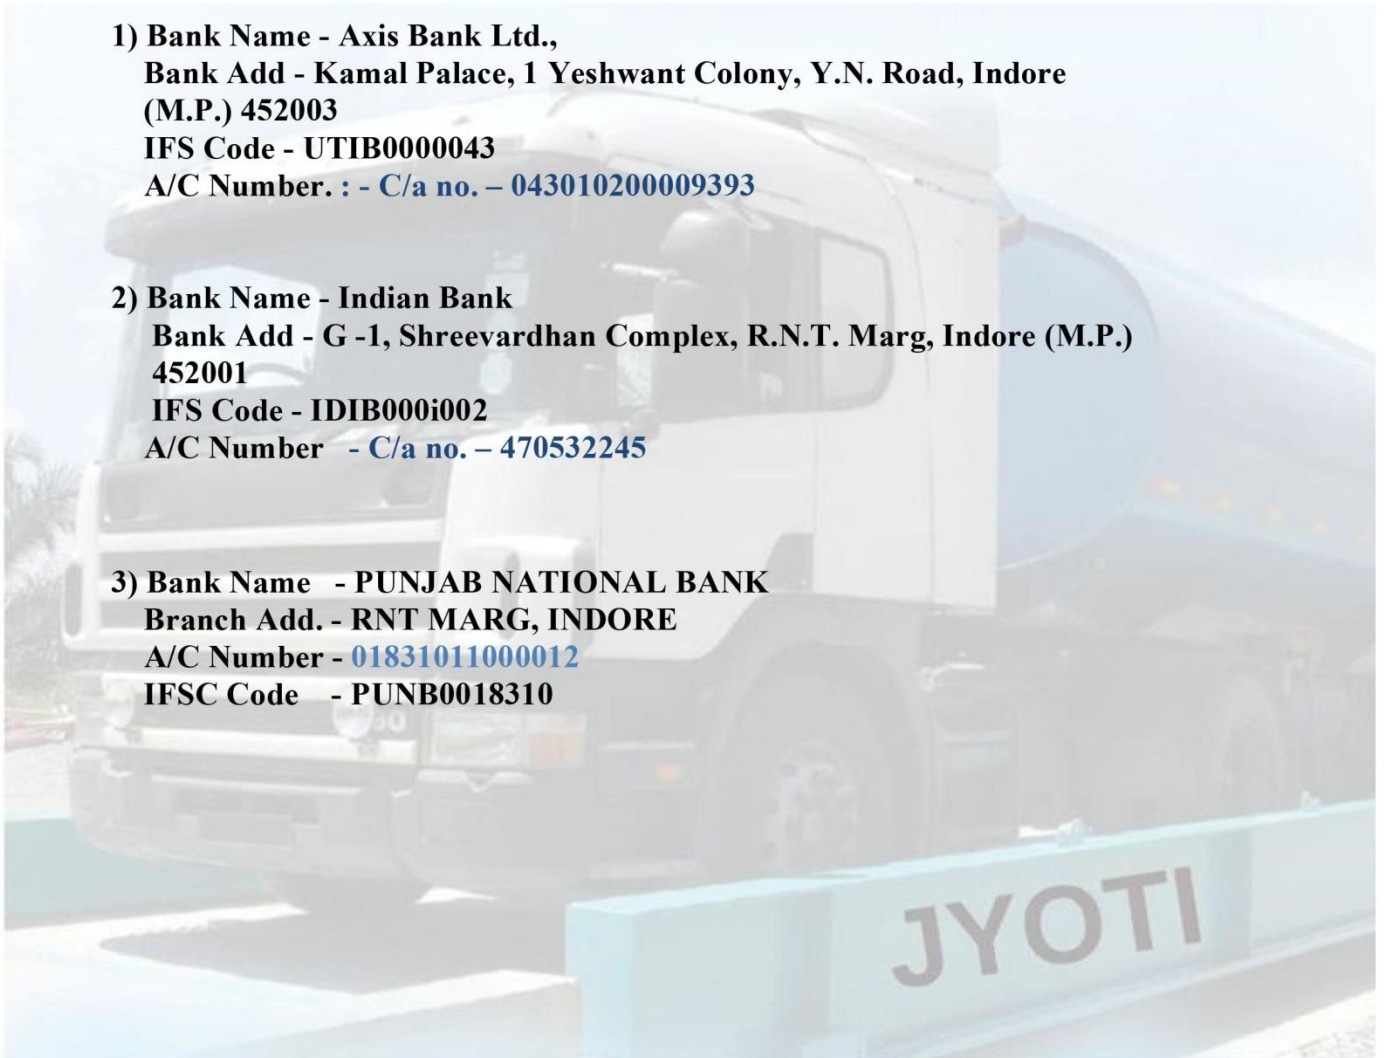 1) Bank Name - Axis Bank Ltd.,
Bank Add - Kamal Palace, 1 Yeshwant Colony, Y.N. Road, Indore
(M.P.) 452003
IFS Code - UTIB0000043
A/C Number. : - C/a no. – 043010200009393
2) Bank Name - Indian Bank
Bank Add - G -1, Shreevardhan Complex, R.N.T. Marg, Indore (M.P.)
452001
IFS Code - IDIB000i002
A/C Number - C/a no. – 470532245
3) Bank Name - PUNJAB NATIONAL BANK
Branch Add. - RNT MARG, INDORE
A/C Number - 01831011000012
IFSC Code - PUNB0018310
JYOTI